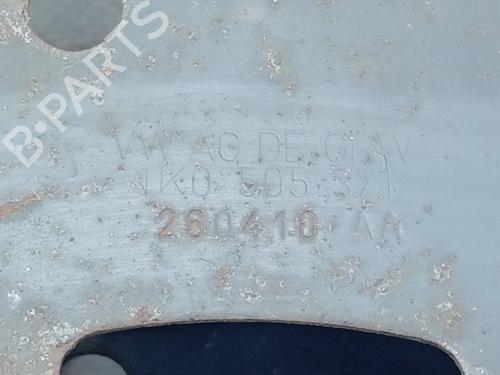 B-PARTS
VW AG DE GLW
1K0 505 371
260410 AA